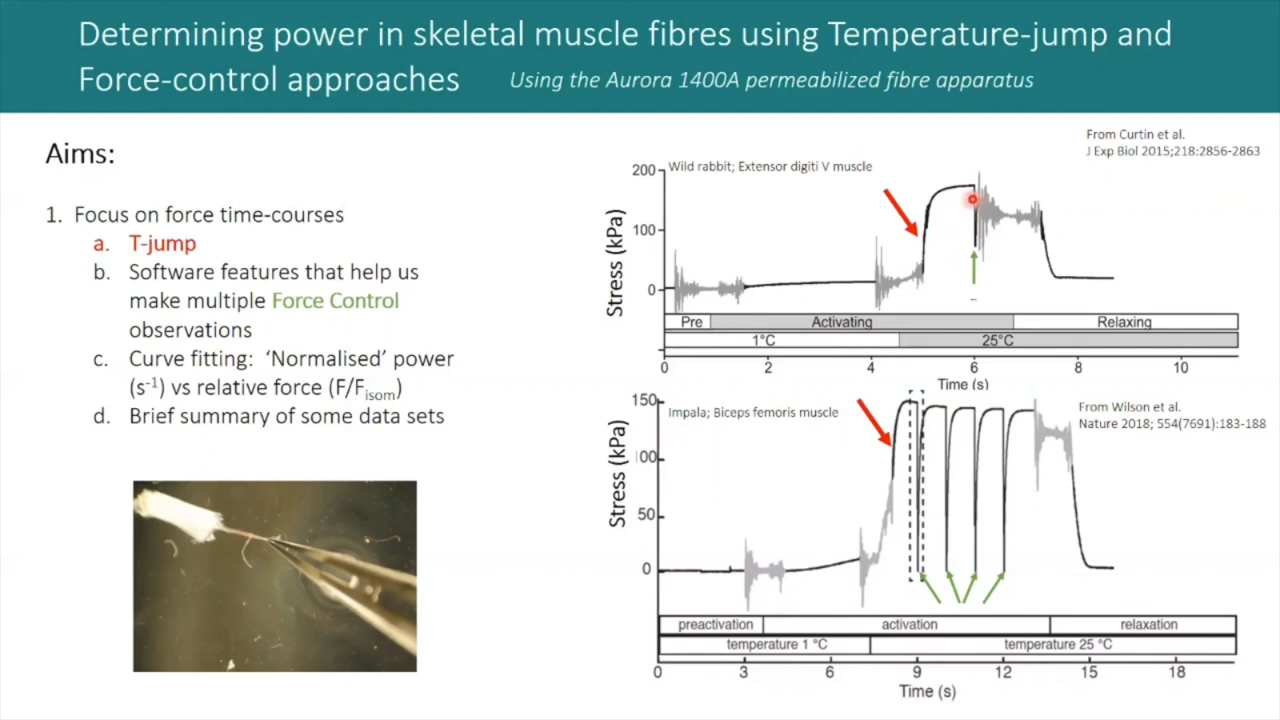 Determining power in skeletal muscle fibres using Temperature-jump and
Force-control approaches Using the Aurora 1400A permeabilized fibre apparatus
Aims:
1. Focus on force time-courses
a. T-jump
b. Software features that help us
make multiple Force Control
observations
c. Curve fitting: ‘Normalised’ power
(s-1) vs relative force (F/Fisom)
d. Brief summary of some data sets
From Curtin et al.
J Exp Biol 2015;218:2856-2863
Wild rabbit; Extensor digiti V muscle
Stress (kPa)
200
100
0
Pre Activating Relaxing
1°C 25°C
0 2 4 6 8 10
Time (s)
From Wilson et al.
Nature 2018; 554(7691):183-188
Impala; Biceps femoris muscle
Stress (kPa)
150
100
50
0
preactivation activation relaxation
temperature 1 °C temperature 25 °C
0 3 6 9 12 15 18
Time (s)